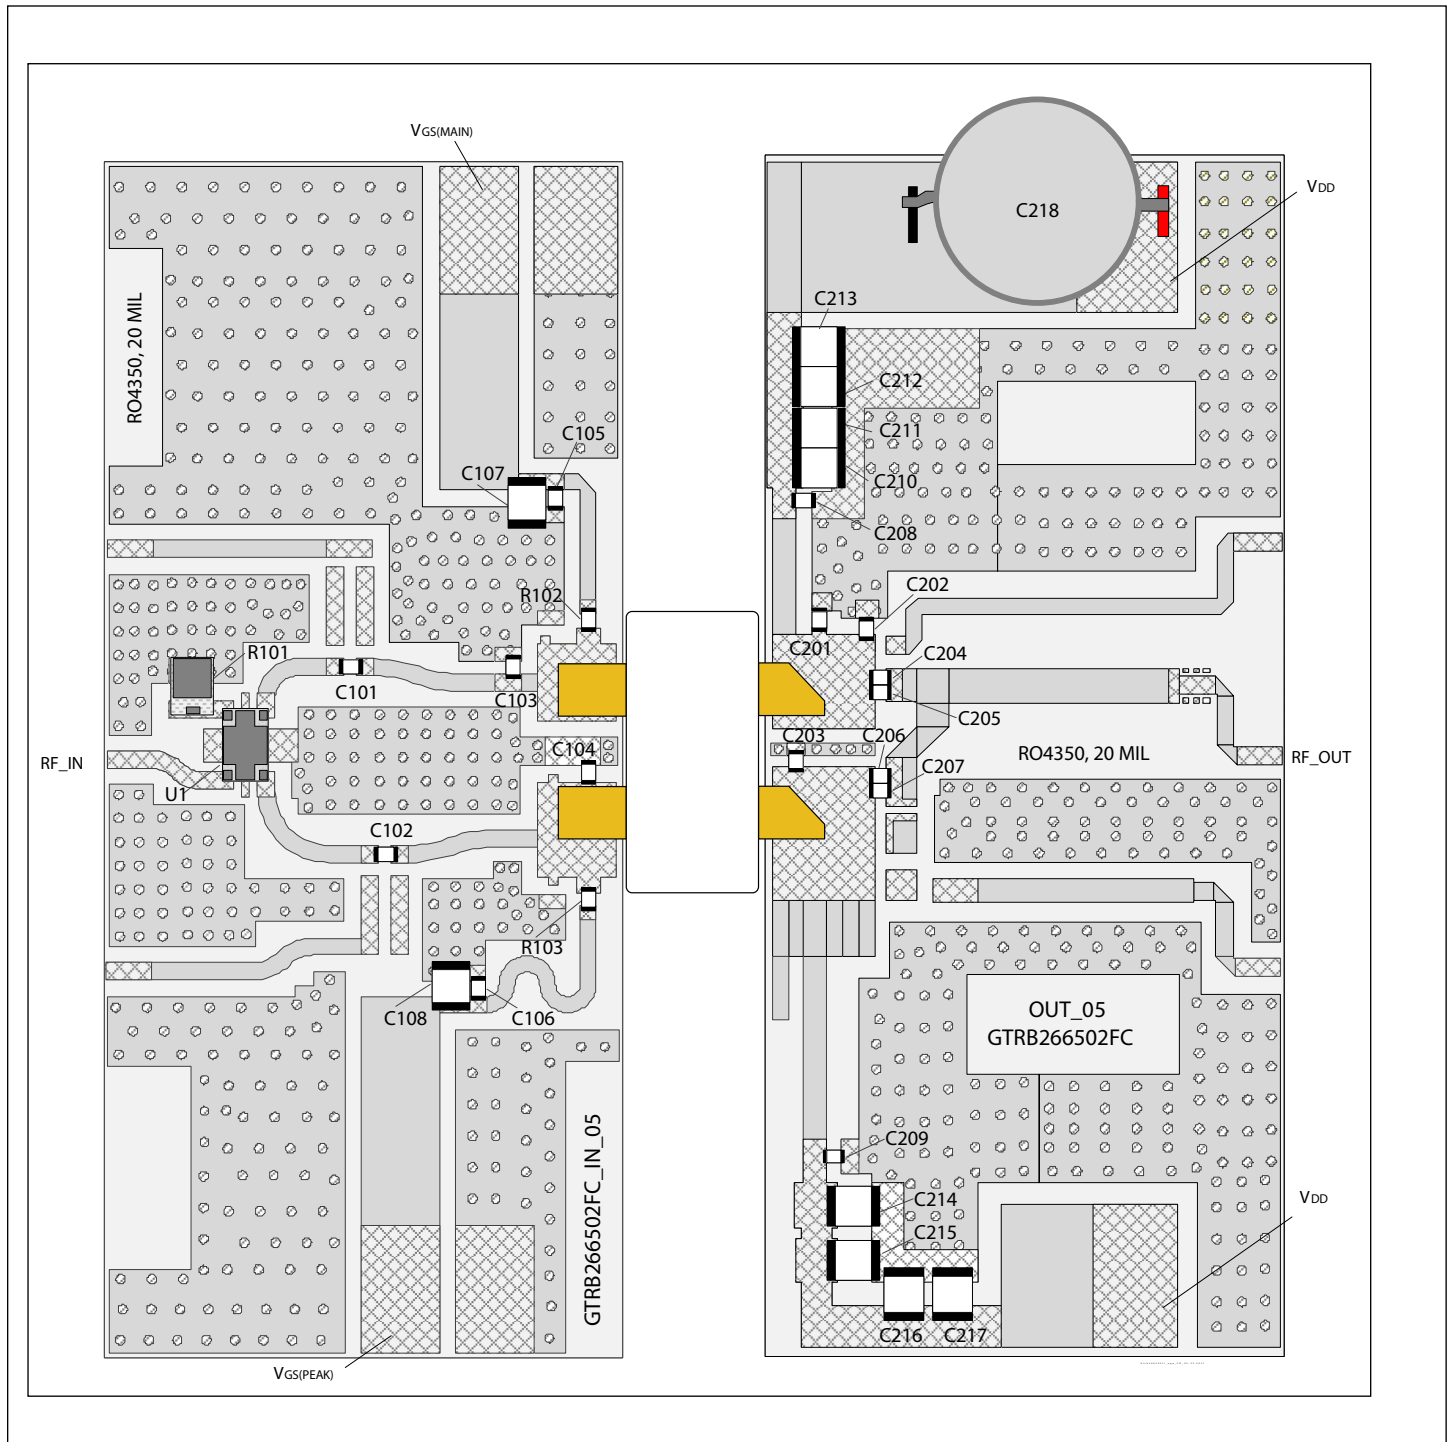 VGS(MAIN)
C218
VDD
RO4350, 20 MIL
C213
C212
C105
C211
C107
C210
C208
R102
C202
C201
R101
C204
C101
C103
C205
C203
C206
C104
RF_IN
RO4350, 20 MIL
RF_OUT
C207
U1
C102
R103
C108
C106
OUT_05
GTRB266502FC
GTRB266502FC_IN_05
C209
C214
VDD
C215
C216
C217
VGS(PEAK)